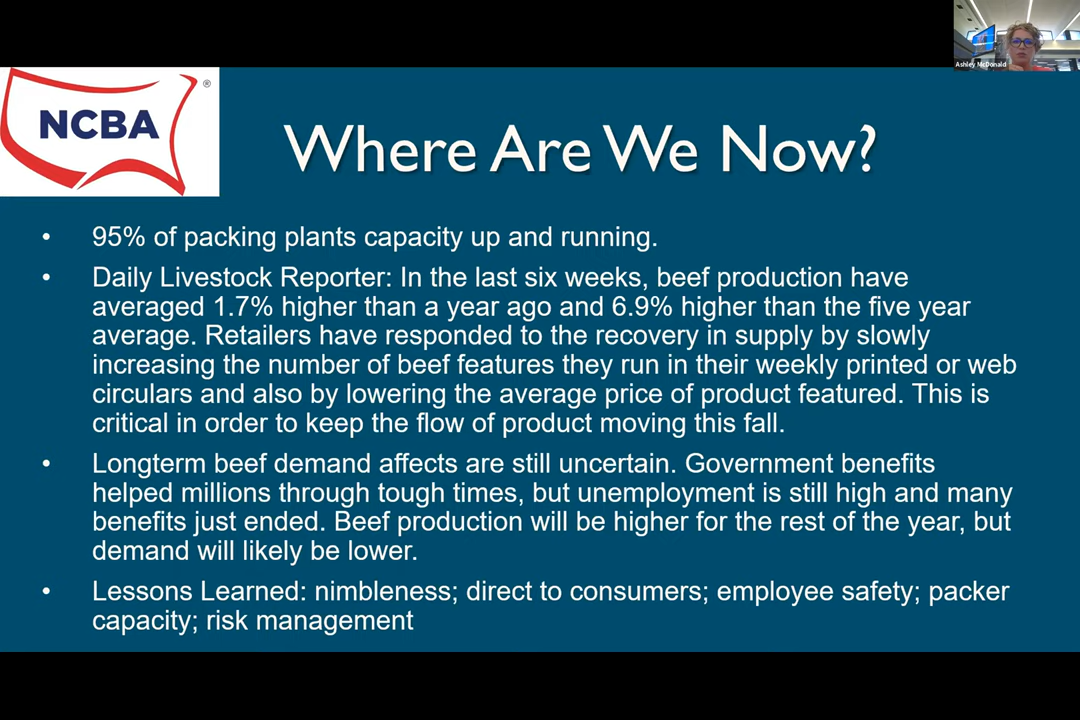 Ashley McDonald
NCBA®
Where Are We Now?
• 95% of packing plants capacity up and running.
• Daily Livestock Reporter: In the last six weeks, beef production have
averaged 1.7% higher than a year ago and 6.9% higher than the five year
average. Retailers have responded to the recovery in supply by slowly
increasing the number of beef features they run in their weekly printed or web
circulars and also by lowering the average price of product featured. This is
critical in order to keep the flow of product moving this fall.
• Longterm beef demand affects are still uncertain. Government benefits
helped millions through tough times, but unemployment is still high and many
benefits just ended. Beef production will be higher for the rest of the year, but
demand will likely be lower.
• Lessons Learned: nimbleness; direct to consumers; employee safety; packer
capacity; risk management